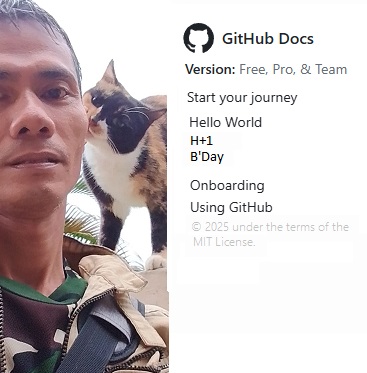 GitHub Docs
Version: Free, Pro, & Team
Start your journey
Hello World
H+1
B'Day
Onboarding
Using GitHub
© 2025 under the terms of the
MIT License.